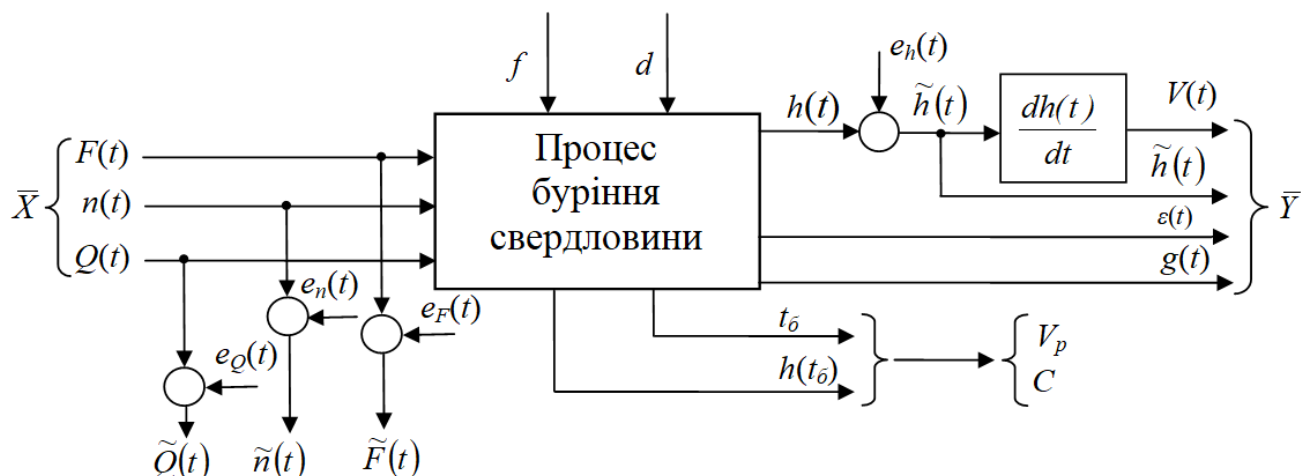 f
d
e_h(t)
h(t)
h̃(t)
dh(t)
dt
V(t)
Процес
буріння
свердловини
X̅
F(t)
n(t)
Q(t)
h̃(t)
ε(t)
g(t)
Y̅
e_n(t)
e_F(t)
e_Q(t)
t_б
h(t_б)
V_p
C
Q̃(t)
ñ(t)
F̃(t)